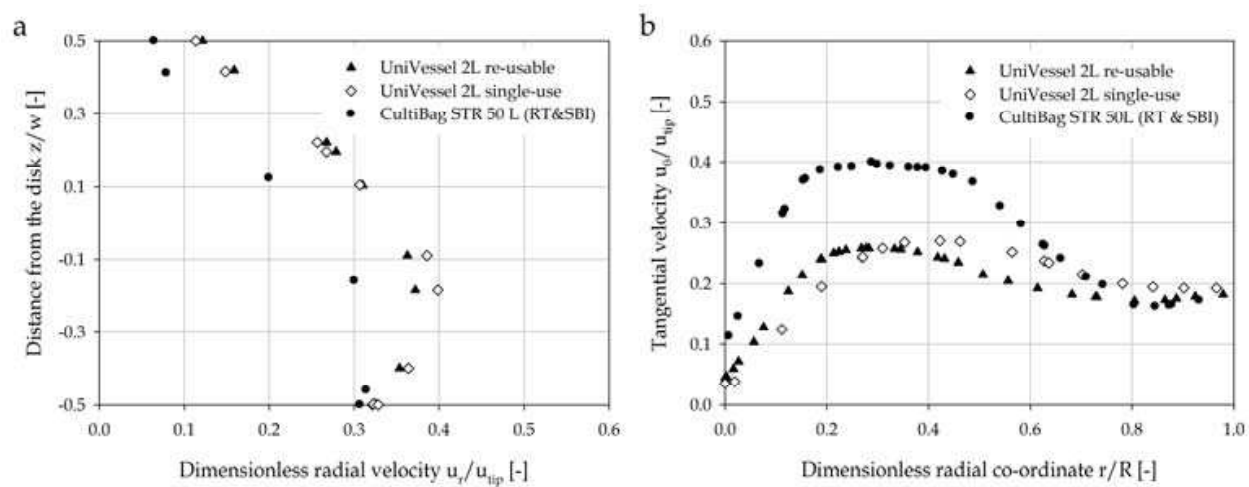 a
0.5
0.3
0.1
-0.1
-0.3
-0.5
Distance from the disk z/w [-]
UniVessel 2L re-usable
UniVessel 2L single-use
CultiBag STR 50 L (RT&SBI)
0.0 0.1 0.2 0.3 0.4 0.5 0.6
Dimensionless radial velocity u_r/u_tip [-]
b
0.6
0.5
0.4
0.3
0.2
0.1
0.0
Tangential velocity u_θ/u_tip [-]
UniVessel 2L re-usable
UniVessel 2L single-use
CultiBag STR 50L (RT & SBI)
0.0 0.2 0.4 0.6 0.8 1.0
Dimensionless radial co-ordinate r/R [-]